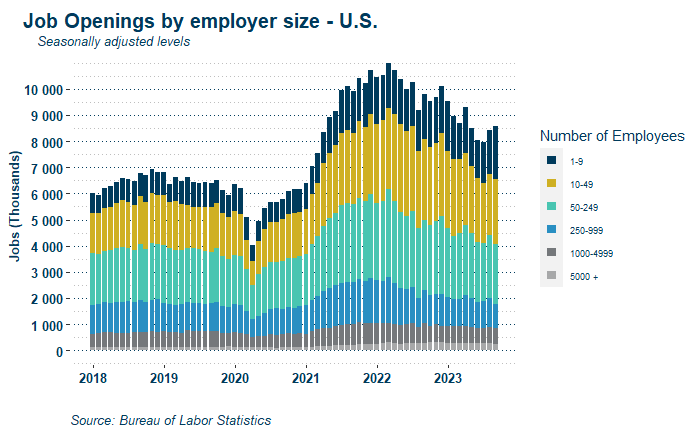 Job Openings by employer size - U.S.
Seasonally adjusted levels
Jobs (Thousands)
10 000
9 000
8 000
7 000
6 000
5 000
4 000
3 000
2 000
1 000
0
2018 2019 2020 2021 2022 2023
Number of Employees
1-9
10-49
50-249
250-999
1000-4999
5000 +
Source: Bureau of Labor Statistics